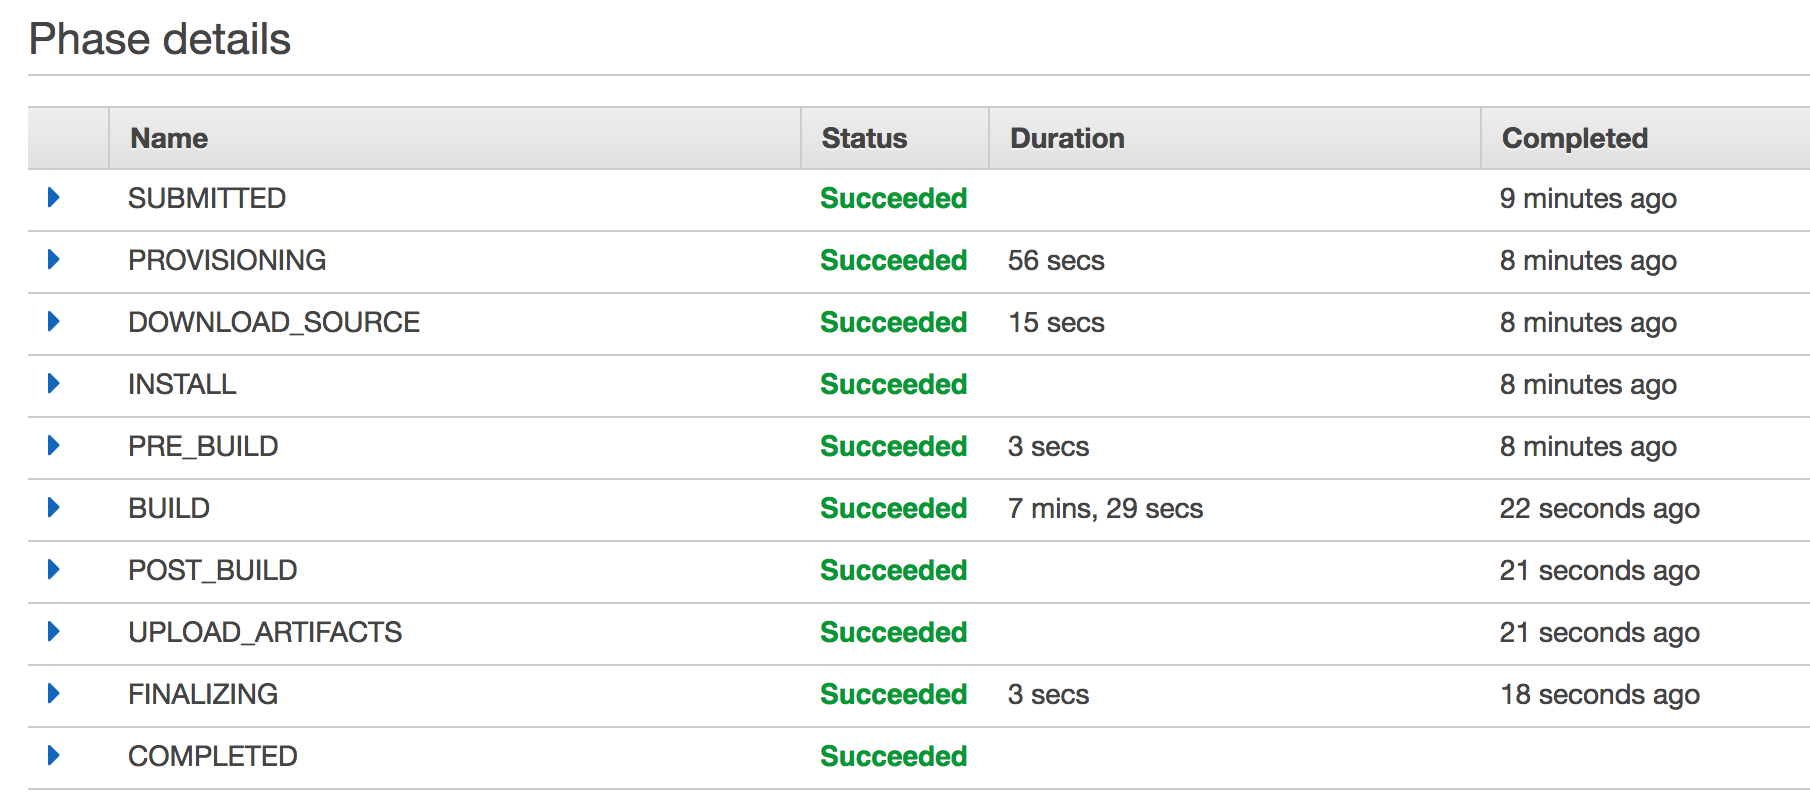 Phase details
Name Status Duration Completed
SUBMITTED Succeeded 9 minutes ago
PROVISIONING Succeeded 56 secs 8 minutes ago
DOWNLOAD_SOURCE Succeeded 15 secs 8 minutes ago
INSTALL Succeeded 8 minutes ago
PRE_BUILD Succeeded 3 secs 8 minutes ago
BUILD Succeeded 7 mins, 29 secs 22 seconds ago
POST_BUILD Succeeded 21 seconds ago
UPLOAD_ARTIFACTS Succeeded 21 seconds ago
FINALIZING Succeeded 3 secs 18 seconds ago
COMPLETED Succeeded